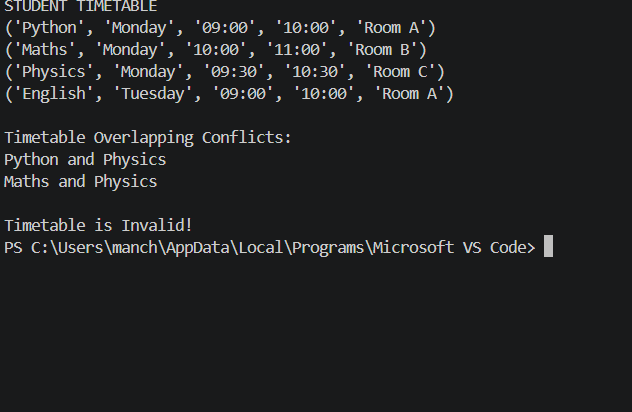 STUDENT TIMETABLE
('Python', 'Monday', '09:00', '10:00', 'Room A')
('Maths', 'Monday', '10:00', '11:00', 'Room B')
('Physics', 'Monday', '09:30', '10:30', 'Room C')
('English', 'Tuesday', '09:00', '10:00', 'Room A')
Timetable Overlapping Conflicts:
Python and Physics
Maths and Physics
Timetable is Invalid!
PS C:\Users\manch\AppData\Local\Programs\Microsoft VS Code>